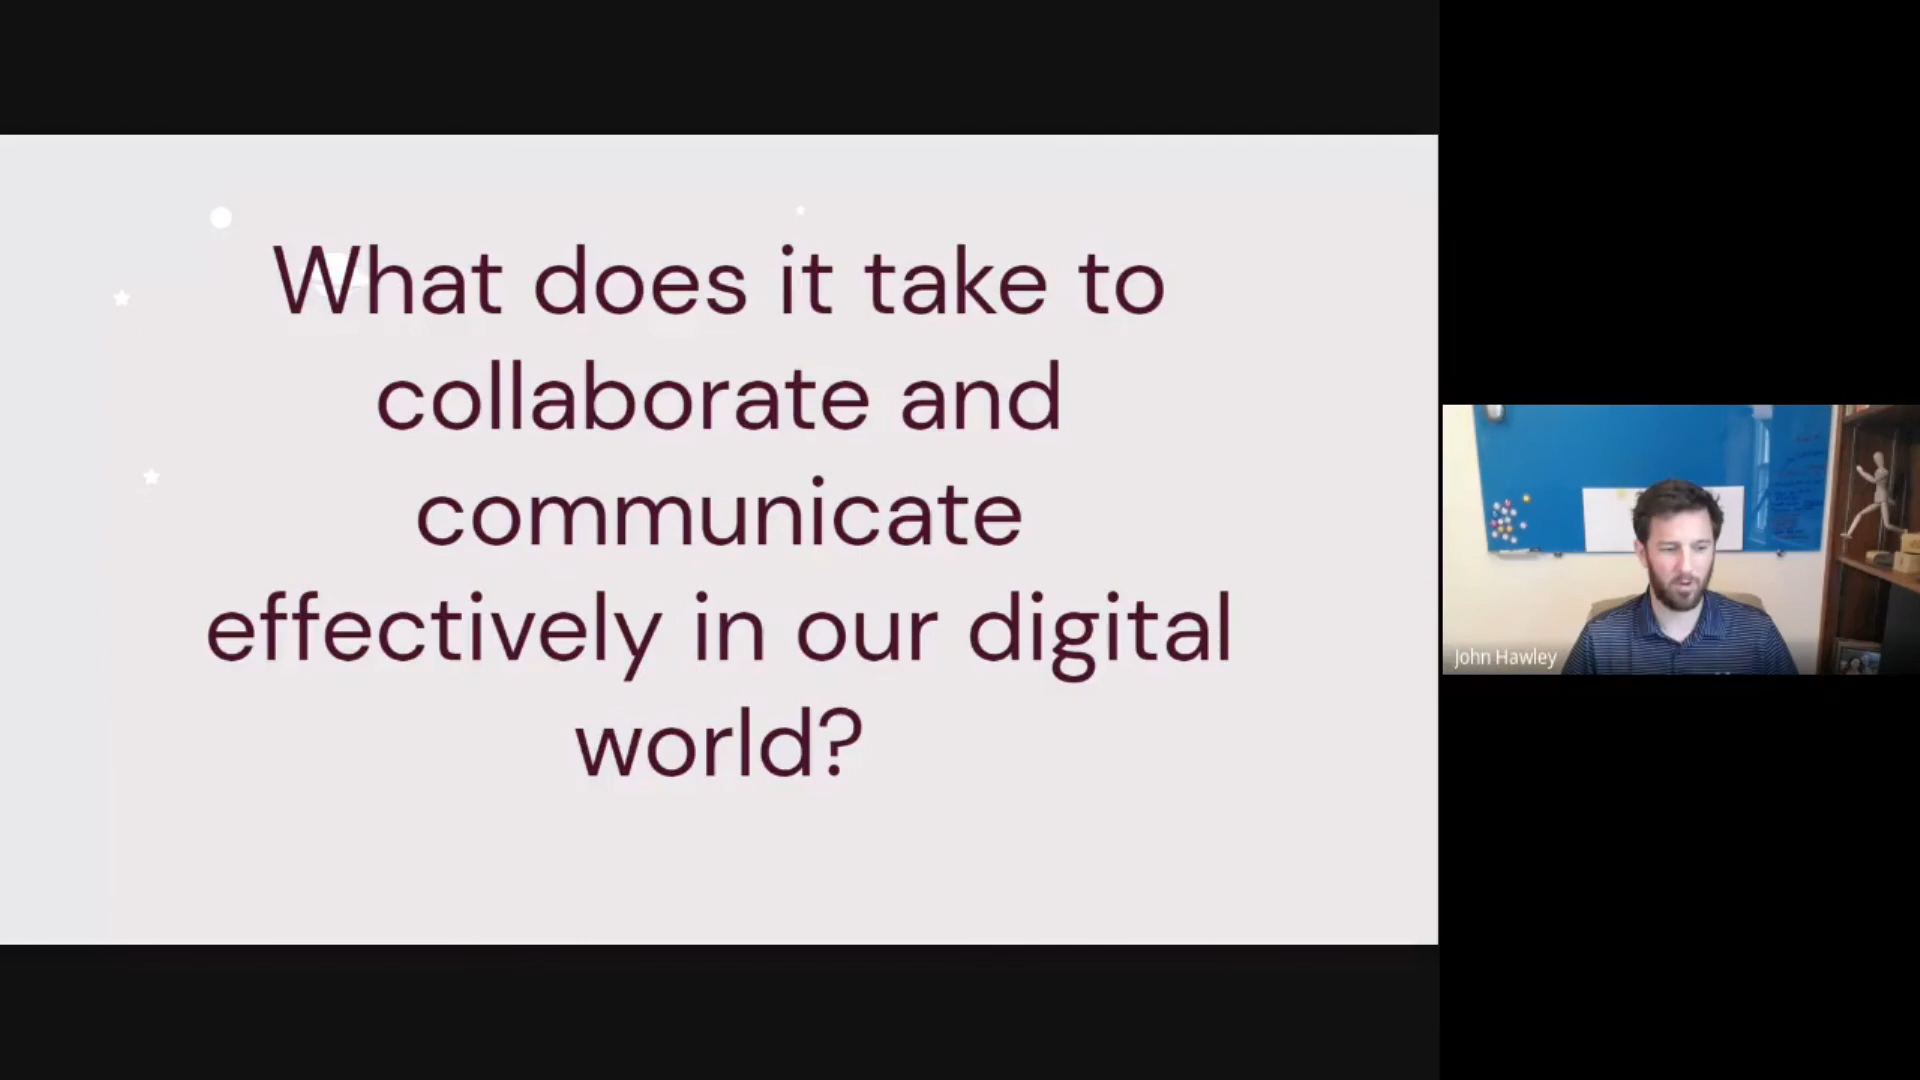 What does it take to
collaborate and
communicate
effectively in our digital
world?
John Hawley